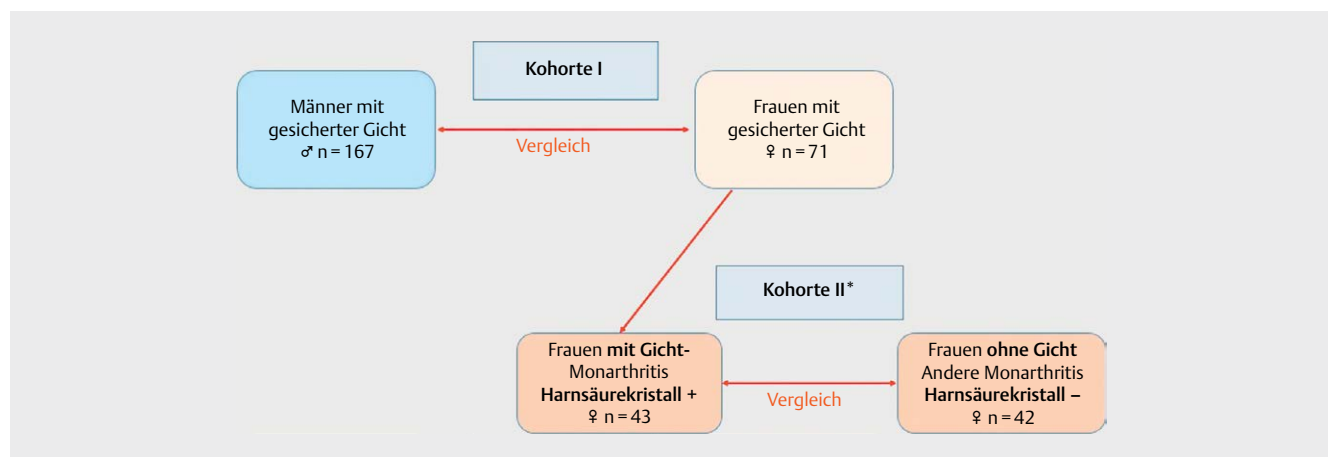 Kohorte I
Männer mit
gesicherter Gicht
♂ n = 167
Vergleich
Frauen mit
gesicherter Gicht
♀ n = 71
Kohorte II*
Frauen mit Gicht-
Monarthritis
Harnsäurekristall +
♀ n = 43
Vergleich
Frauen ohne Gicht
Andere Monarthritis
Harnsäurekristall –
♀ n = 42